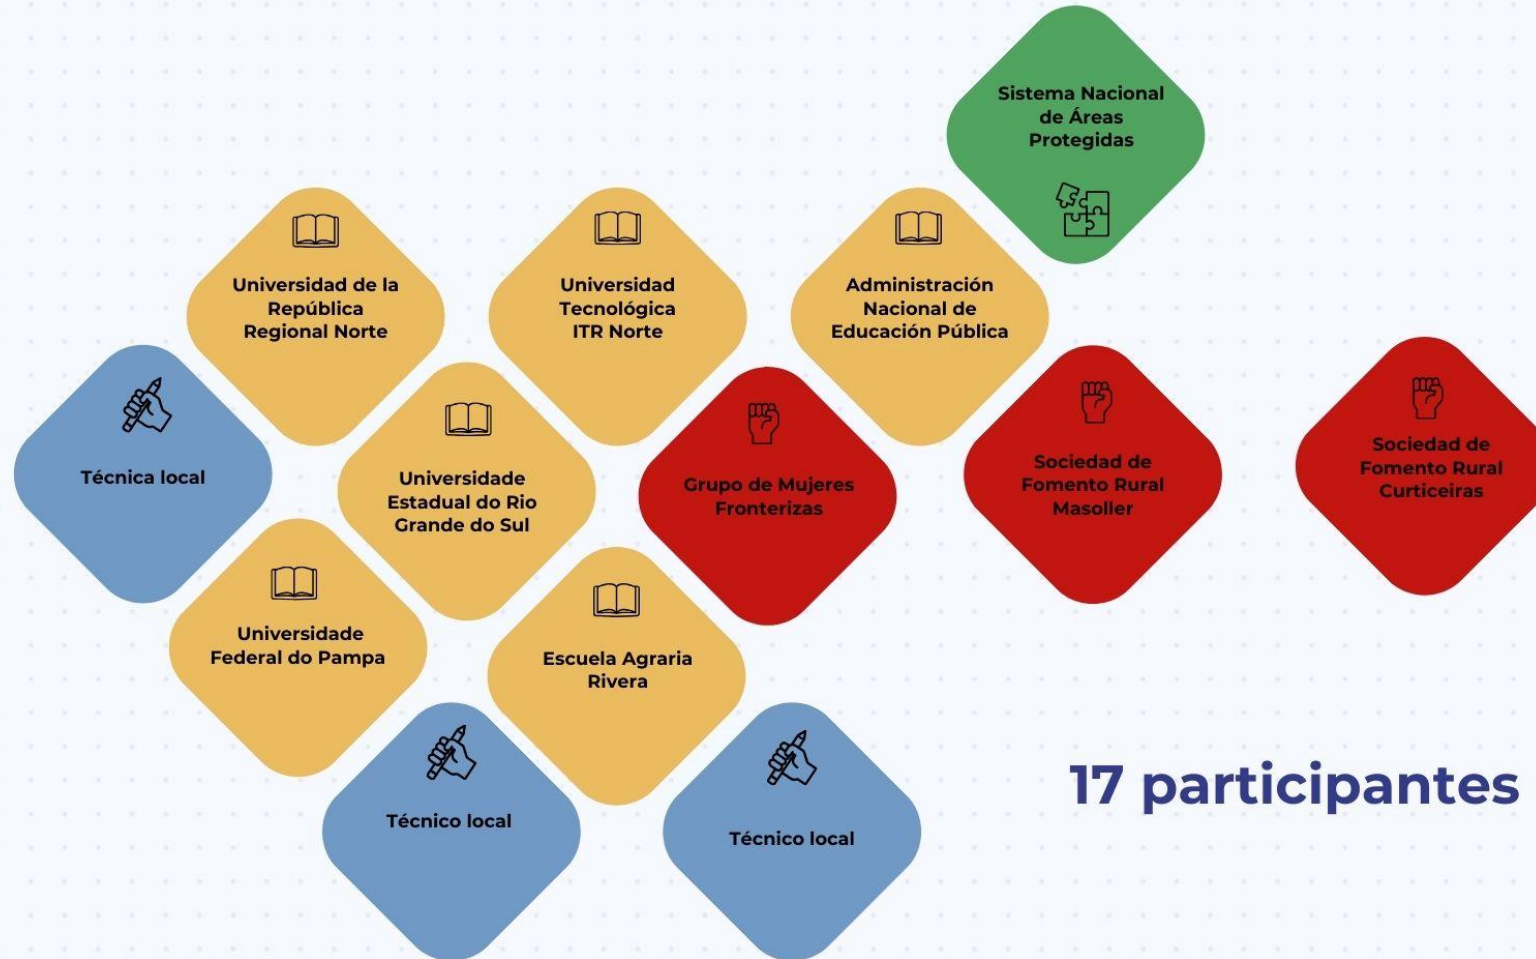 Sistema Nacional
de Áreas
Protegidas
Universidad de la
República
Regional Norte
Universidad
Tecnológica
ITR Norte
Administración
Nacional de
Educación Pública
Técnica local
Universidade
Estadual do Rio
Grande do Sul
Grupo de Mujeres
Fronterizas
Sociedad de
Fomento Rural
Masoller
Sociedad de
Fomento Rural
Curticeiras
Universidade
Federal do Pampa
Escuela Agraria
Rivera
Técnico local
Técnico local
17 participantes